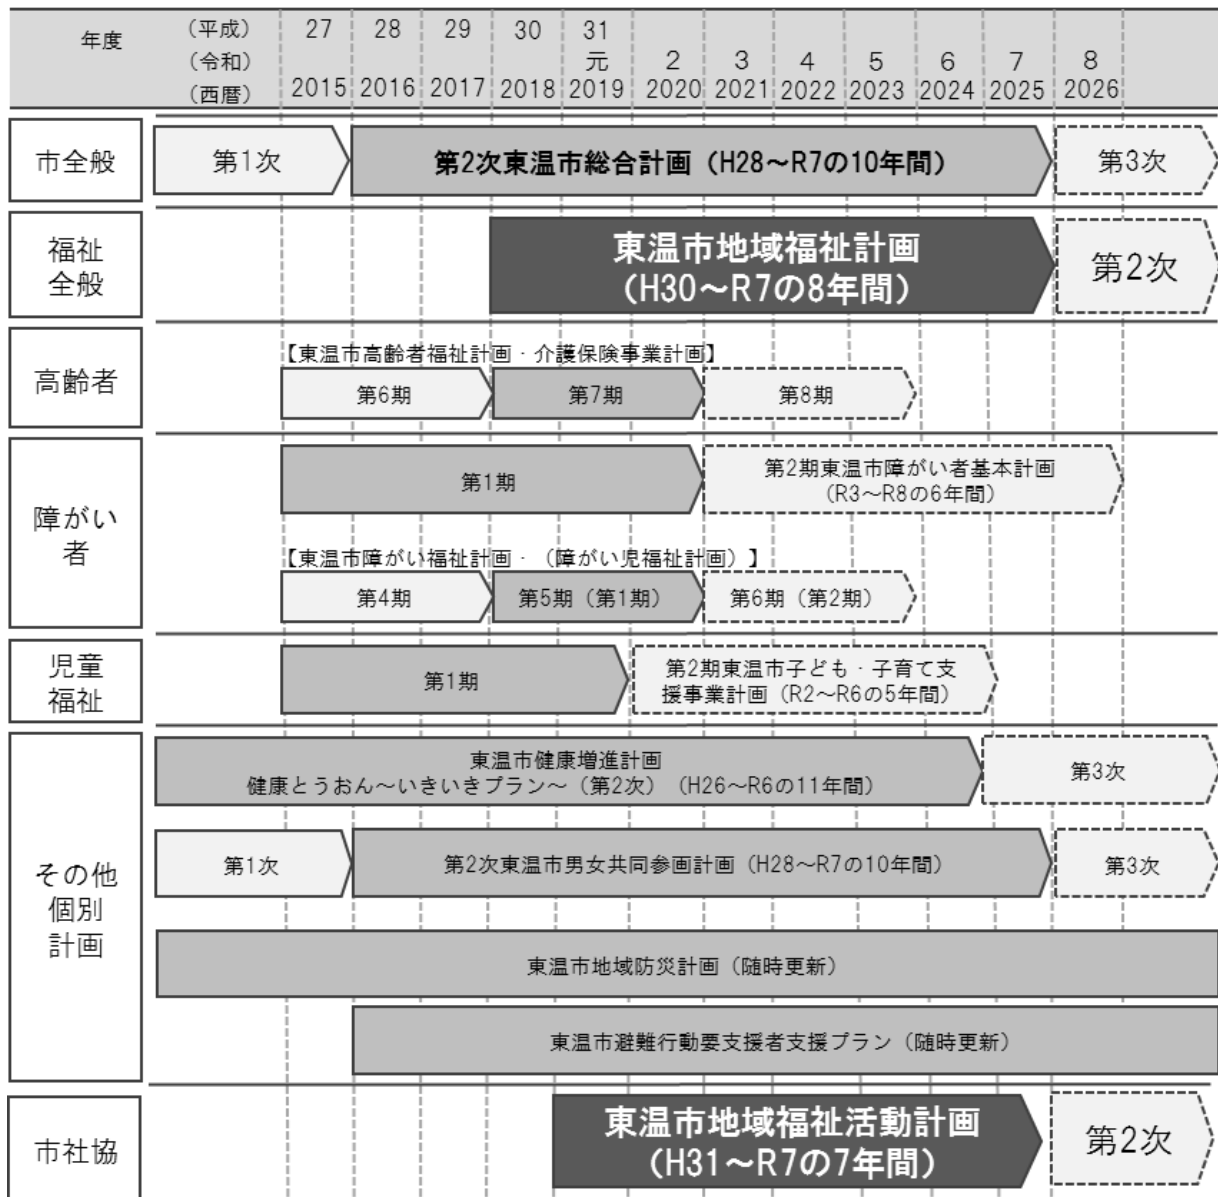 年度
(平成) 27 28 29 30 31
(令和) 元 2 3 4 5 6 7 8
(西暦) 2015 2016 2017 2018 2019 2020 2021 2022 2023 2024 2025 2026
市全般
第1次
第2次東温市総合計画(H28～R7の10年間)
第3次
福祉
全般
東温市地域福祉計画
(H30～R7の8年間)
第2次
高齢者
【東温市高齢者福祉計画・介護保険事業計画】
第6期
第7期
第8期
障がい
者
第1期
第2期東温市障がい者基本計画
(R3～R8の6年間)
【東温市障がい福祉計画・(障がい児福祉計画)】
第4期
第5期(第1期)
第6期(第2期)
児童
福祉
第1期
第2期東温市子ども・子育て支
援事業計画(R2～R6の5年間)
その他
個別
計画
東温市健康増進計画
健康とうおん～いきいきプラン～(第2次)(H26～R6の11年間)
第3次
第1次
第2次東温市男女共同参画計画(H28～R7の10年間)
第3次
東温市地域防災計画(随時更新)
東温市避難行動要支援者支援プラン(随時更新)
市社協
東温市地域福祉活動計画
(H31～R7の7年間)
第2次